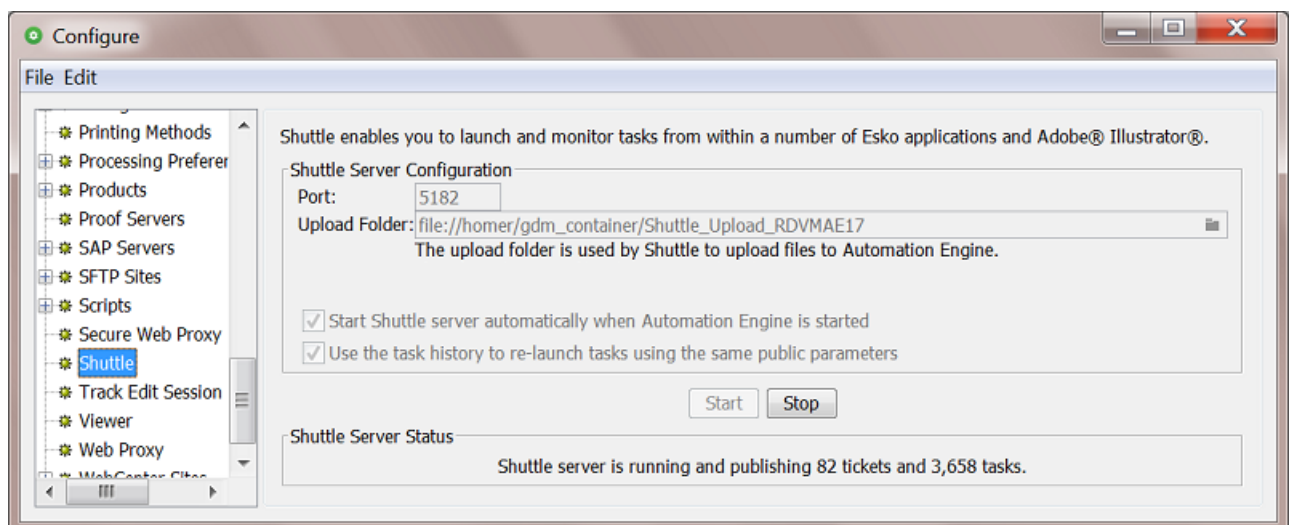 Configure
File Edit
Printing Methods
Processing Prefere
Products
Proof Servers
SAP Servers
SFTP Sites
Scripts
Secure Web Proxy
Shuttle
Track Edit Session
Viewer
Web Proxy
WebCenter Sites
Shuttle enables you to launch and monitor tasks from within a number of Esko applications and Adobe® Illustrator®.
Shuttle Server Configuration
Port: 5182
Upload Folder: file://homer/gdm_container/Shuttle_Upload_RDVMAE17
The upload folder is used by Shuttle to upload files to Automation Engine.
Start Shuttle server automatically when Automation Engine is started
Use the task history to re-launch tasks using the same public parameters
Start Stop
Shuttle Server Status
Shuttle server is running and publishing 82 tickets and 3,658 tasks.